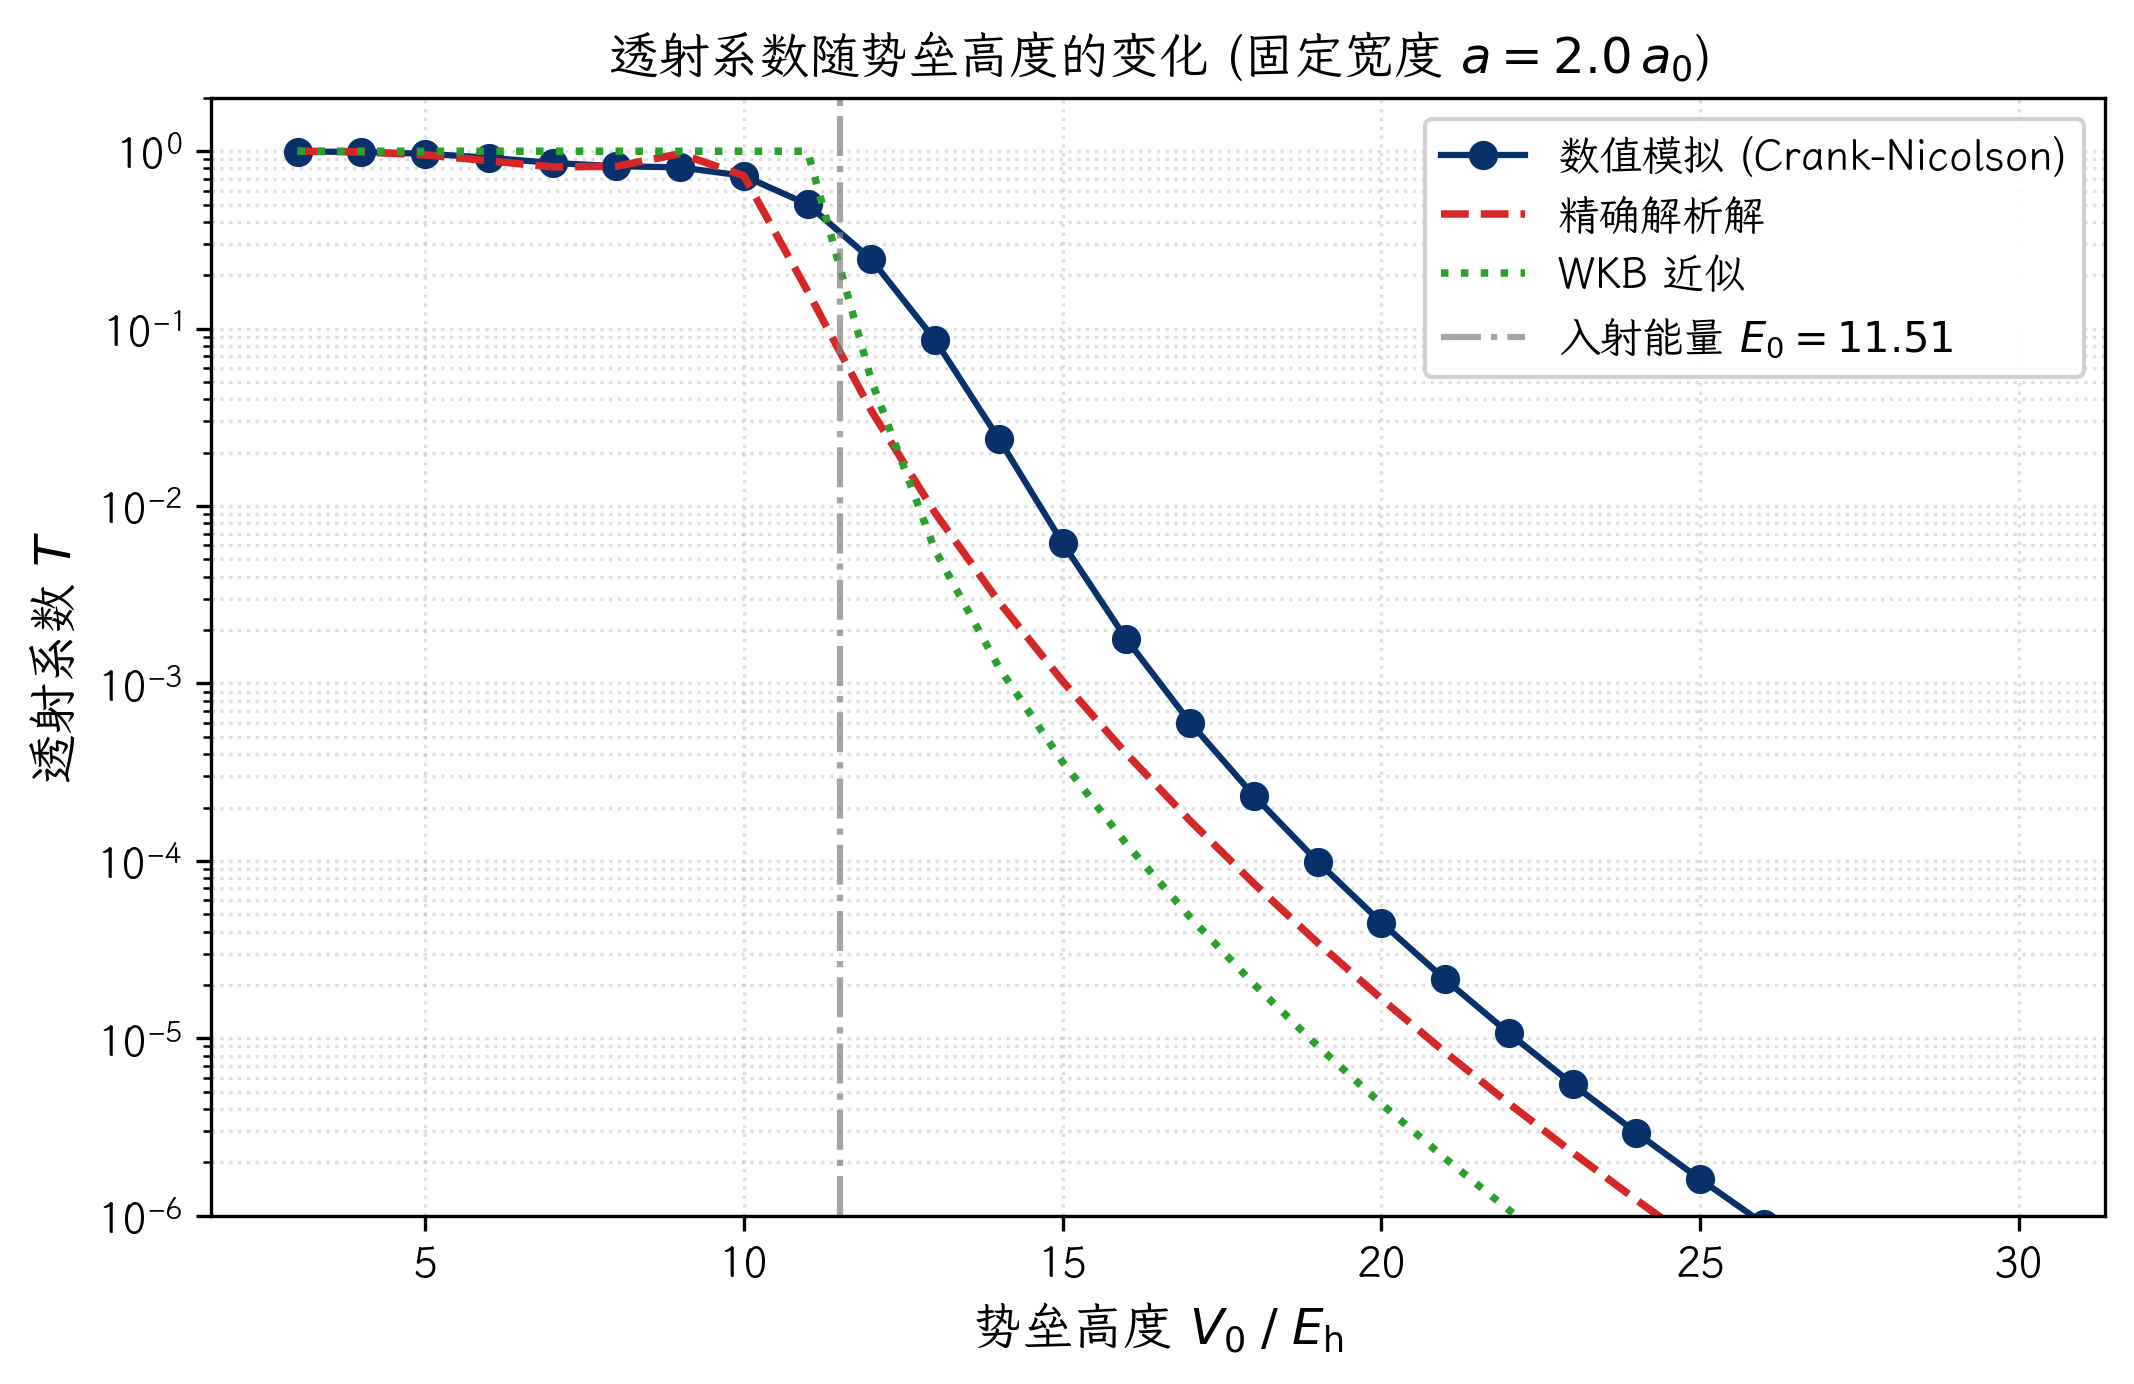 透射系数随势垒高度的变化 (固定宽度 a = 2.0 a₀)
数值模拟 (Crank-Nicolson)
精确解析解
WKB 近似
入射能量 E₀ = 11.51
透射系数 T
10⁰
10⁻¹
10⁻²
10⁻³
10⁻⁴
10⁻⁵
10⁻⁶
5 10 15 20 25 30
势垒高度 V₀ / Eₕ